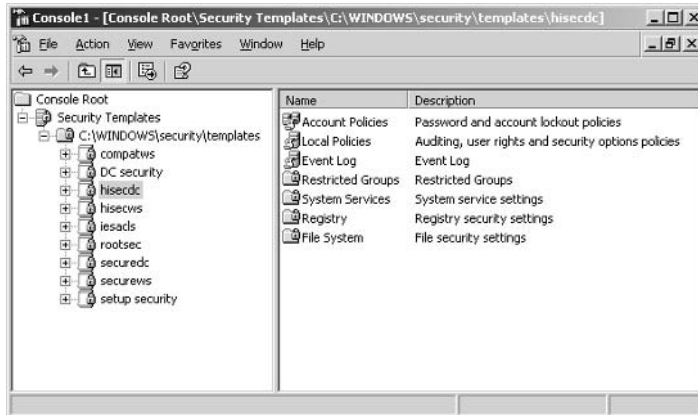 Console1 - [Console Root\Security Templates\C:\WINDOWS\security\templates\hisecdc]
File Action View Favorites Window Help
Console Root
Security Templates
C:\WINDOWS\security\templates
compatws
DC security
hisecdc
hisecws
iesacls
rootsec
securedc
securews
setup security
Name Description
Account Policies Password and account lockout policies
Local Policies Auditing, user rights and security options policies
Event Log Event Log
Restricted Groups Restricted Groups
System Services System service settings
Registry Registry security settings
File System File security settings